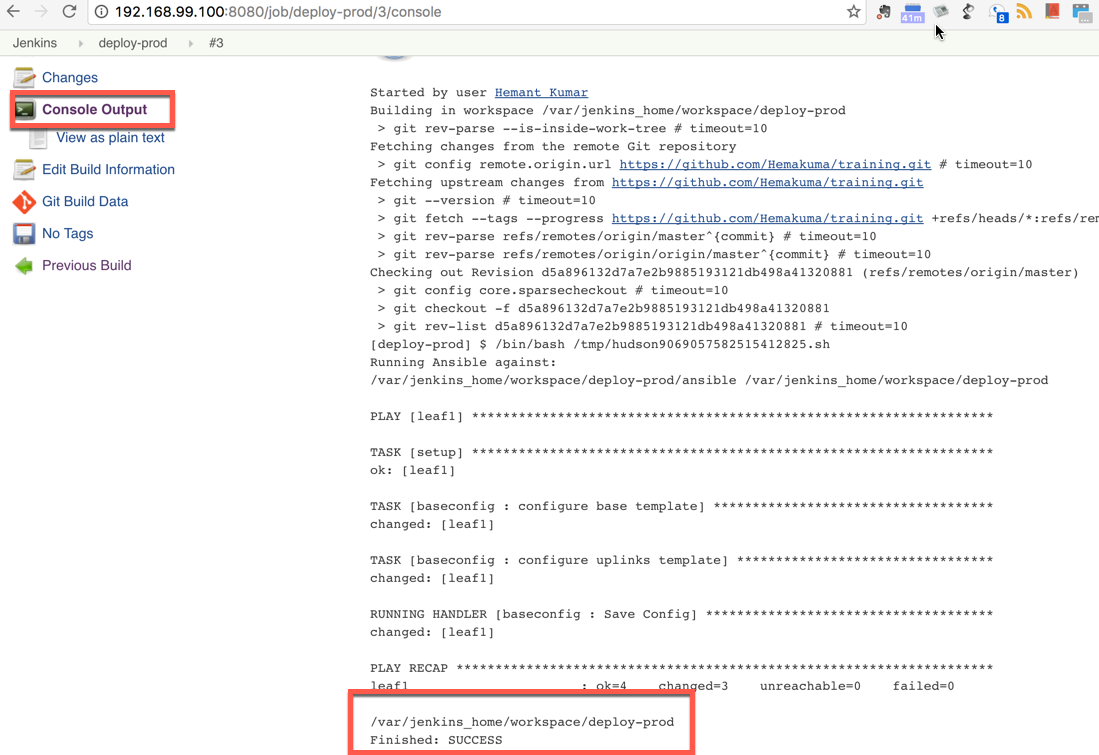 192.168.99.100:8080/job/deploy-prod/3/console
41m
8
Jenkins deploy-prod #3
Changes
Console Output
View as plain text
Edit Build Information
Git Build Data
No Tags
Previous Build
Started by user Hemant Kumar
Building in workspace /var/jenkins_home/workspace/deploy-prod
> git rev-parse --is-inside-work-tree # timeout=10
Fetching changes from the remote Git repository
> git config remote.origin.url https://github.com/Hemakuma/training.git # timeout=10
Fetching upstream changes from https://github.com/Hemakuma/training.git
> git --version # timeout=10
> git fetch --tags --progress https://github.com/Hemakuma/training.git +refs/heads/*:refs/rem
> git rev-parse refs/remotes/origin/master^{commit} # timeout=10
> git rev-parse refs/remotes/origin/origin/master^{commit} # timeout=10
Checking out Revision d5a896132d7a7e2b9885193121db498a41320881 (refs/remotes/origin/master)
> git config core.sparsecheckout # timeout=10
> git checkout -f d5a896132d7a7e2b9885193121db498a41320881
> git rev-list d5a896132d7a7e2b9885193121db498a41320881 # timeout=10
[deploy-prod] $ /bin/bash /tmp/hudson9069057582515412825.sh
Running Ansible against:
/var/jenkins_home/workspace/deploy-prod/ansible /var/jenkins_home/workspace/deploy-prod
PLAY [leaf1] *******************************************************************
TASK [setup] *******************************************************************
ok: [leaf1]
TASK [baseconfig : configure base template] ************************************
changed: [leaf1]
TASK [baseconfig : configure uplinks template] *********************************
changed: [leaf1]
RUNNING HANDLER [baseconfig : Save Config] *************************************
changed: [leaf1]
PLAY RECAP *********************************************************************
leaf1 : ok=4 changed=3 unreachable=0 failed=0
/var/jenkins_home/workspace/deploy-prod
Finished: SUCCESS